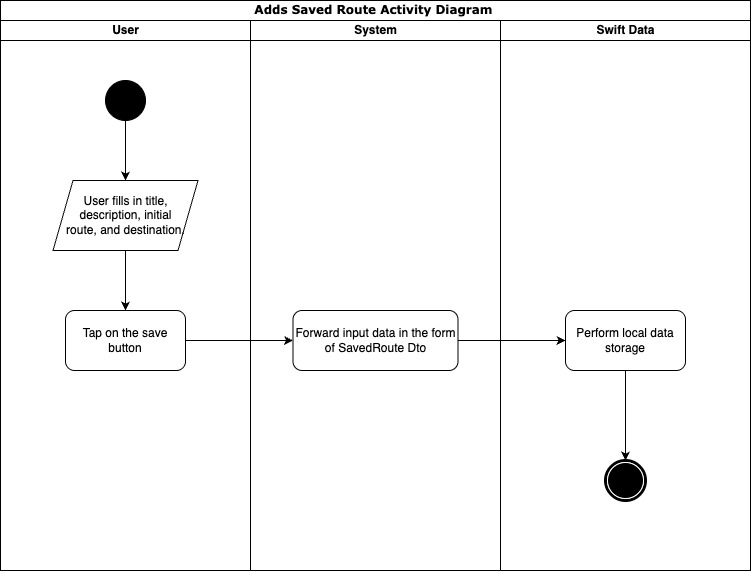 Adds Saved Route Activity Diagram
User
System
Swift Data
User fills in title,
description, initial
route, and destination.
Tap on the save
button
Forward input data in the form
of SavedRoute Dto
Perform local data
storage